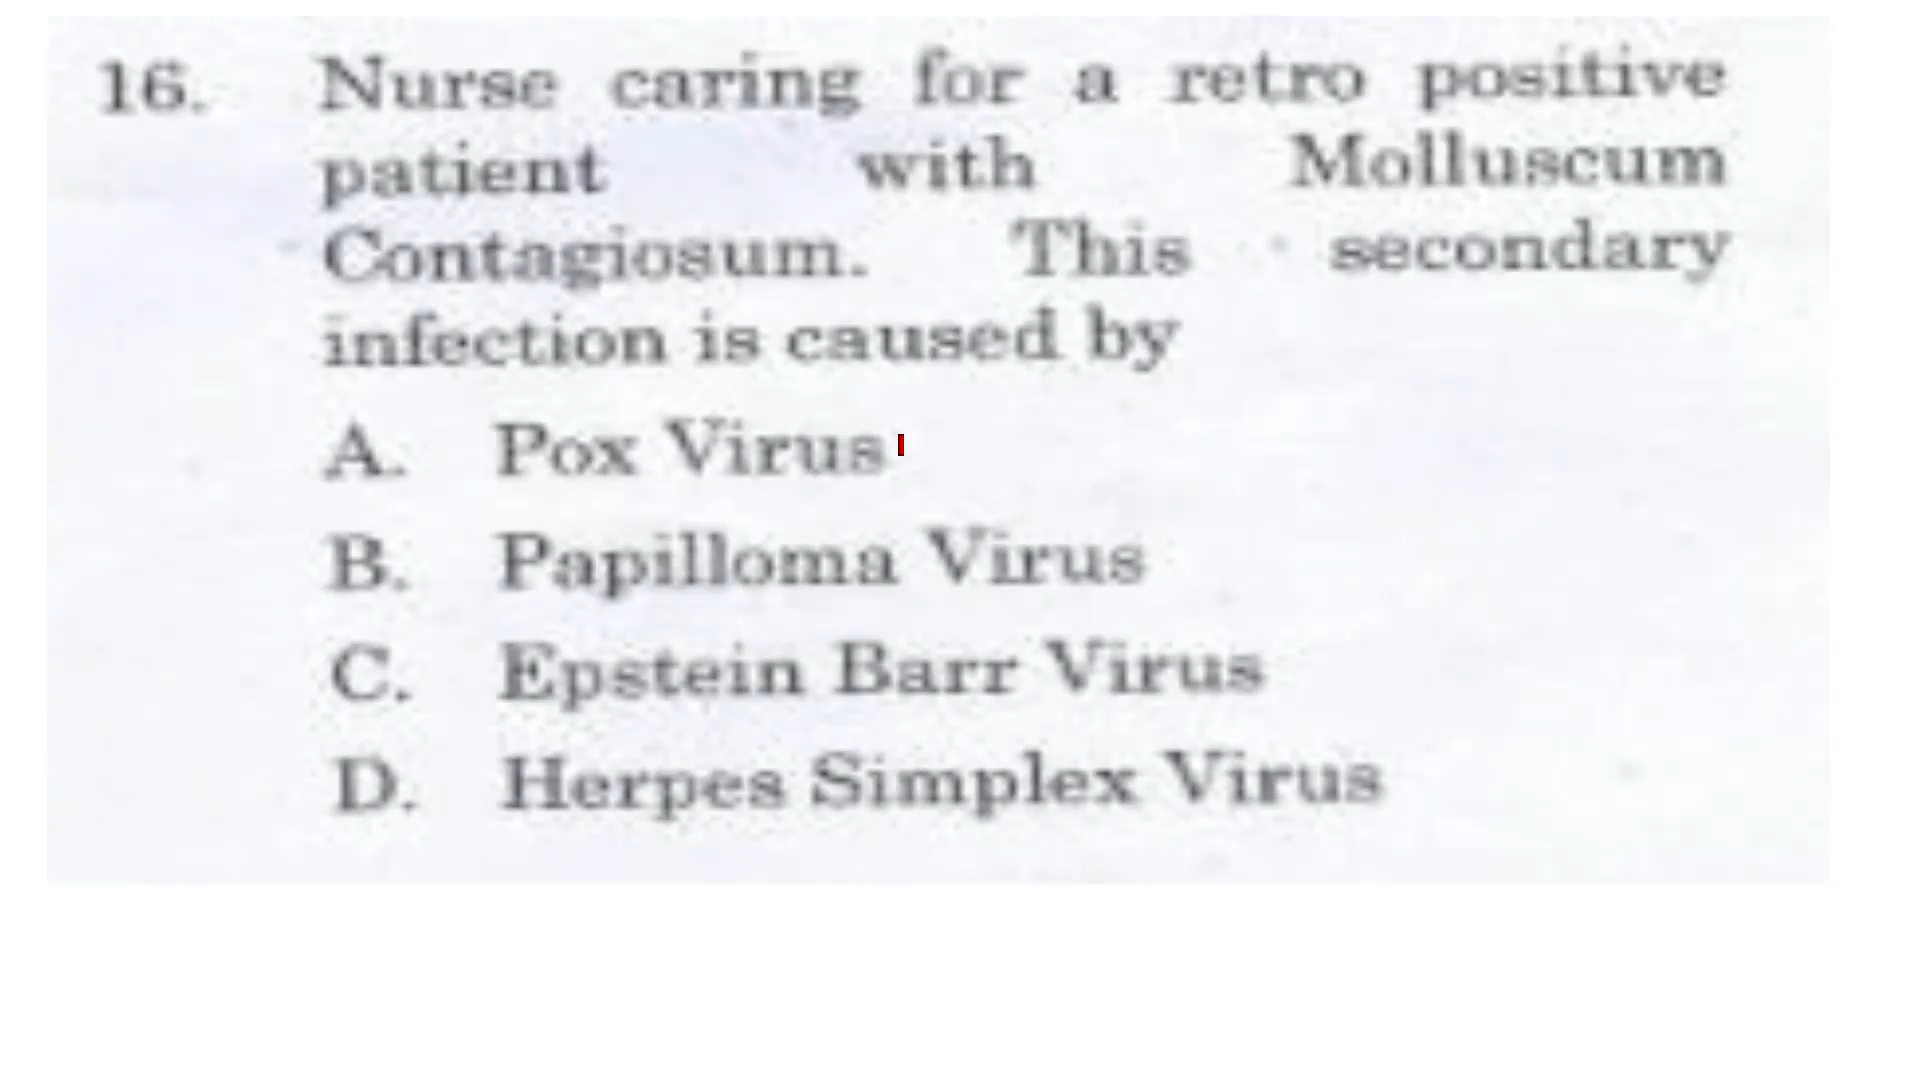 16. Nurse caring for a retro positive
patient with Molluscum
Contagiosum. This secondary
infection is caused by
A. Pox Virus
B. Papilloma Virus
C. Epstein Barr Virus
D. Herpes Simplex Virus